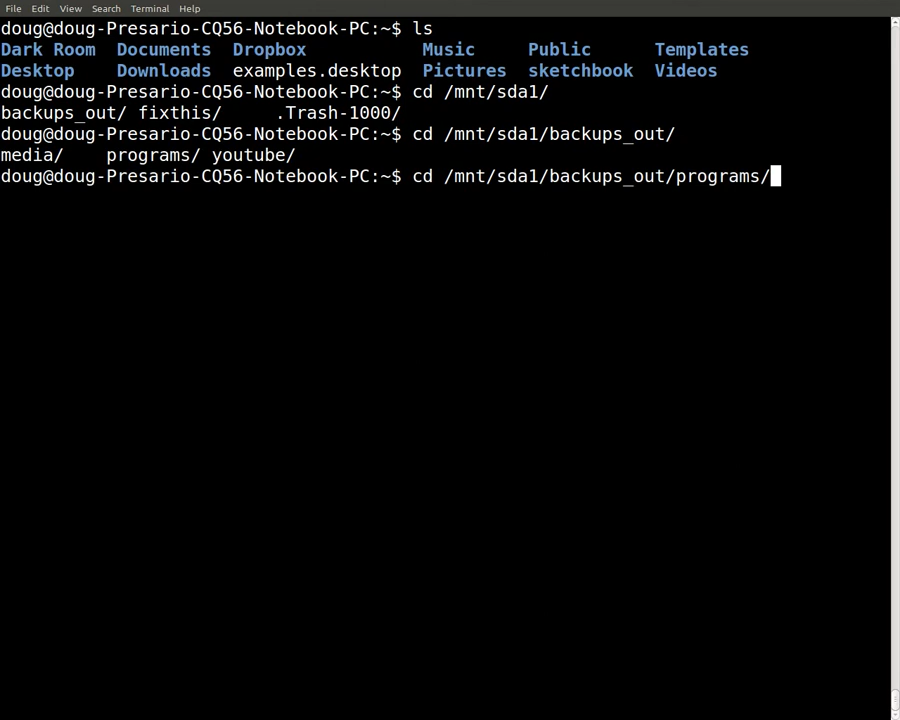 File Edit View Search Terminal Help
doug@doug-Presario-CQ56-Notebook-PC:~$ ls
Dark Room  Documents  Dropbox           Music     Public      Templates
Desktop    Downloads  examples.desktop  Pictures  sketchbook  Videos
doug@doug-Presario-CQ56-Notebook-PC:~$ cd /mnt/sda1/
backups_out/ fixthis/     .Trash-1000/
doug@doug-Presario-CQ56-Notebook-PC:~$ cd /mnt/sda1/backups_out/
media/    programs/ youtube/
doug@doug-Presario-CQ56-Notebook-PC:~$ cd /mnt/sda1/backups_out/programs/